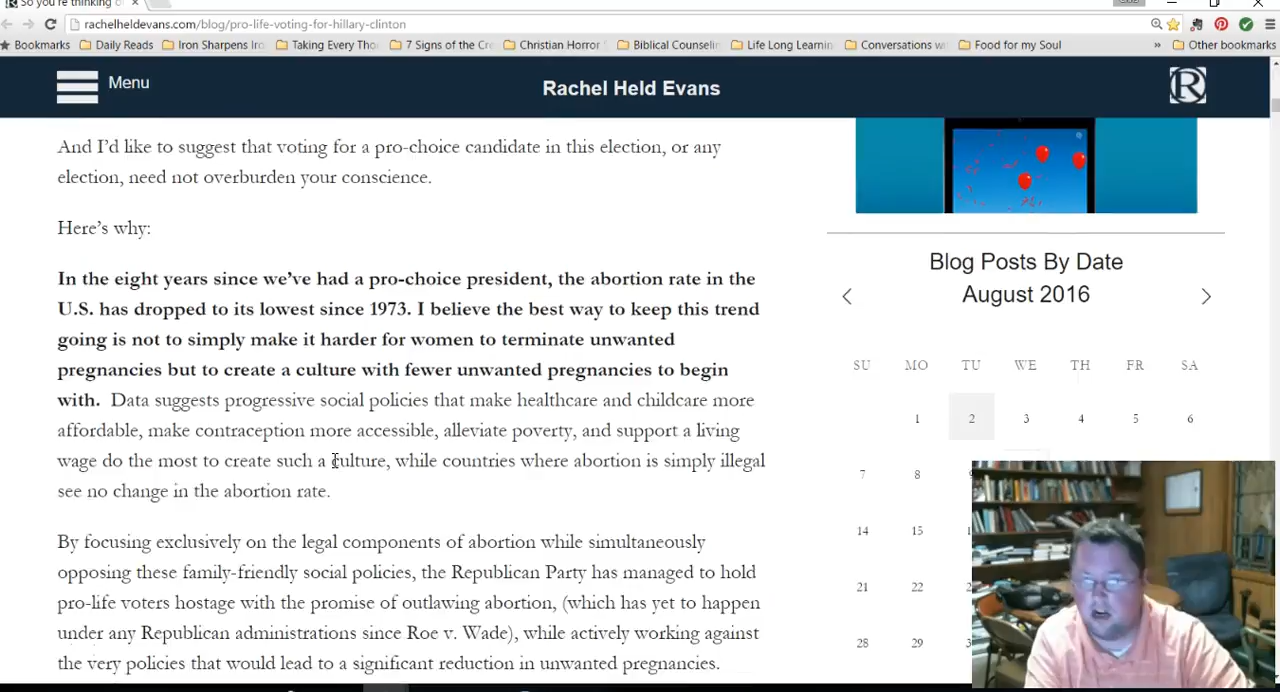 So you're thinking o
rachelheldevans.com/blog/pro-life-voting-for-hillary-clinton
Bookmarks Daily Reads Iron Sharpens Iro Taking Every Tho 7 Signs of the Cre Christian Horror Biblical Counselin Life Long Learnin Conversations wi Food for my Soul » Other bookmarks
Menu
Rachel Held Evans
R
And I'd like to suggest that voting for a pro-choice candidate in this election, or any
election, need not overburden your conscience.
Here's why:
In the eight years since we've had a pro-choice president, the abortion rate in the
U.S. has dropped to its lowest since 1973. I believe the best way to keep this trend
going is not to simply make it harder for women to terminate unwanted
pregnancies but to create a culture with fewer unwanted pregnancies to begin
with. Data suggests progressive social policies that make healthcare and childcare more
affordable, make contraception more accessible, alleviate poverty, and support a living
wage do the most to create such a culture, while countries where abortion is simply illegal
see no change in the abortion rate.
By focusing exclusively on the legal components of abortion while simultaneously
opposing these family-friendly social policies, the Republican Party has managed to hold
pro-life voters hostage with the promise of outlawing abortion, (which has yet to happen
under any Republican administrations since Roe v. Wade), while actively working against
the very policies that would lead to a significant reduction in unwanted pregnancies.
Blog Posts By Date
August 2016
SU MO TU WE TH FR SA
1 2 3 4 5 6
7 8
14 15
21 22
28 29